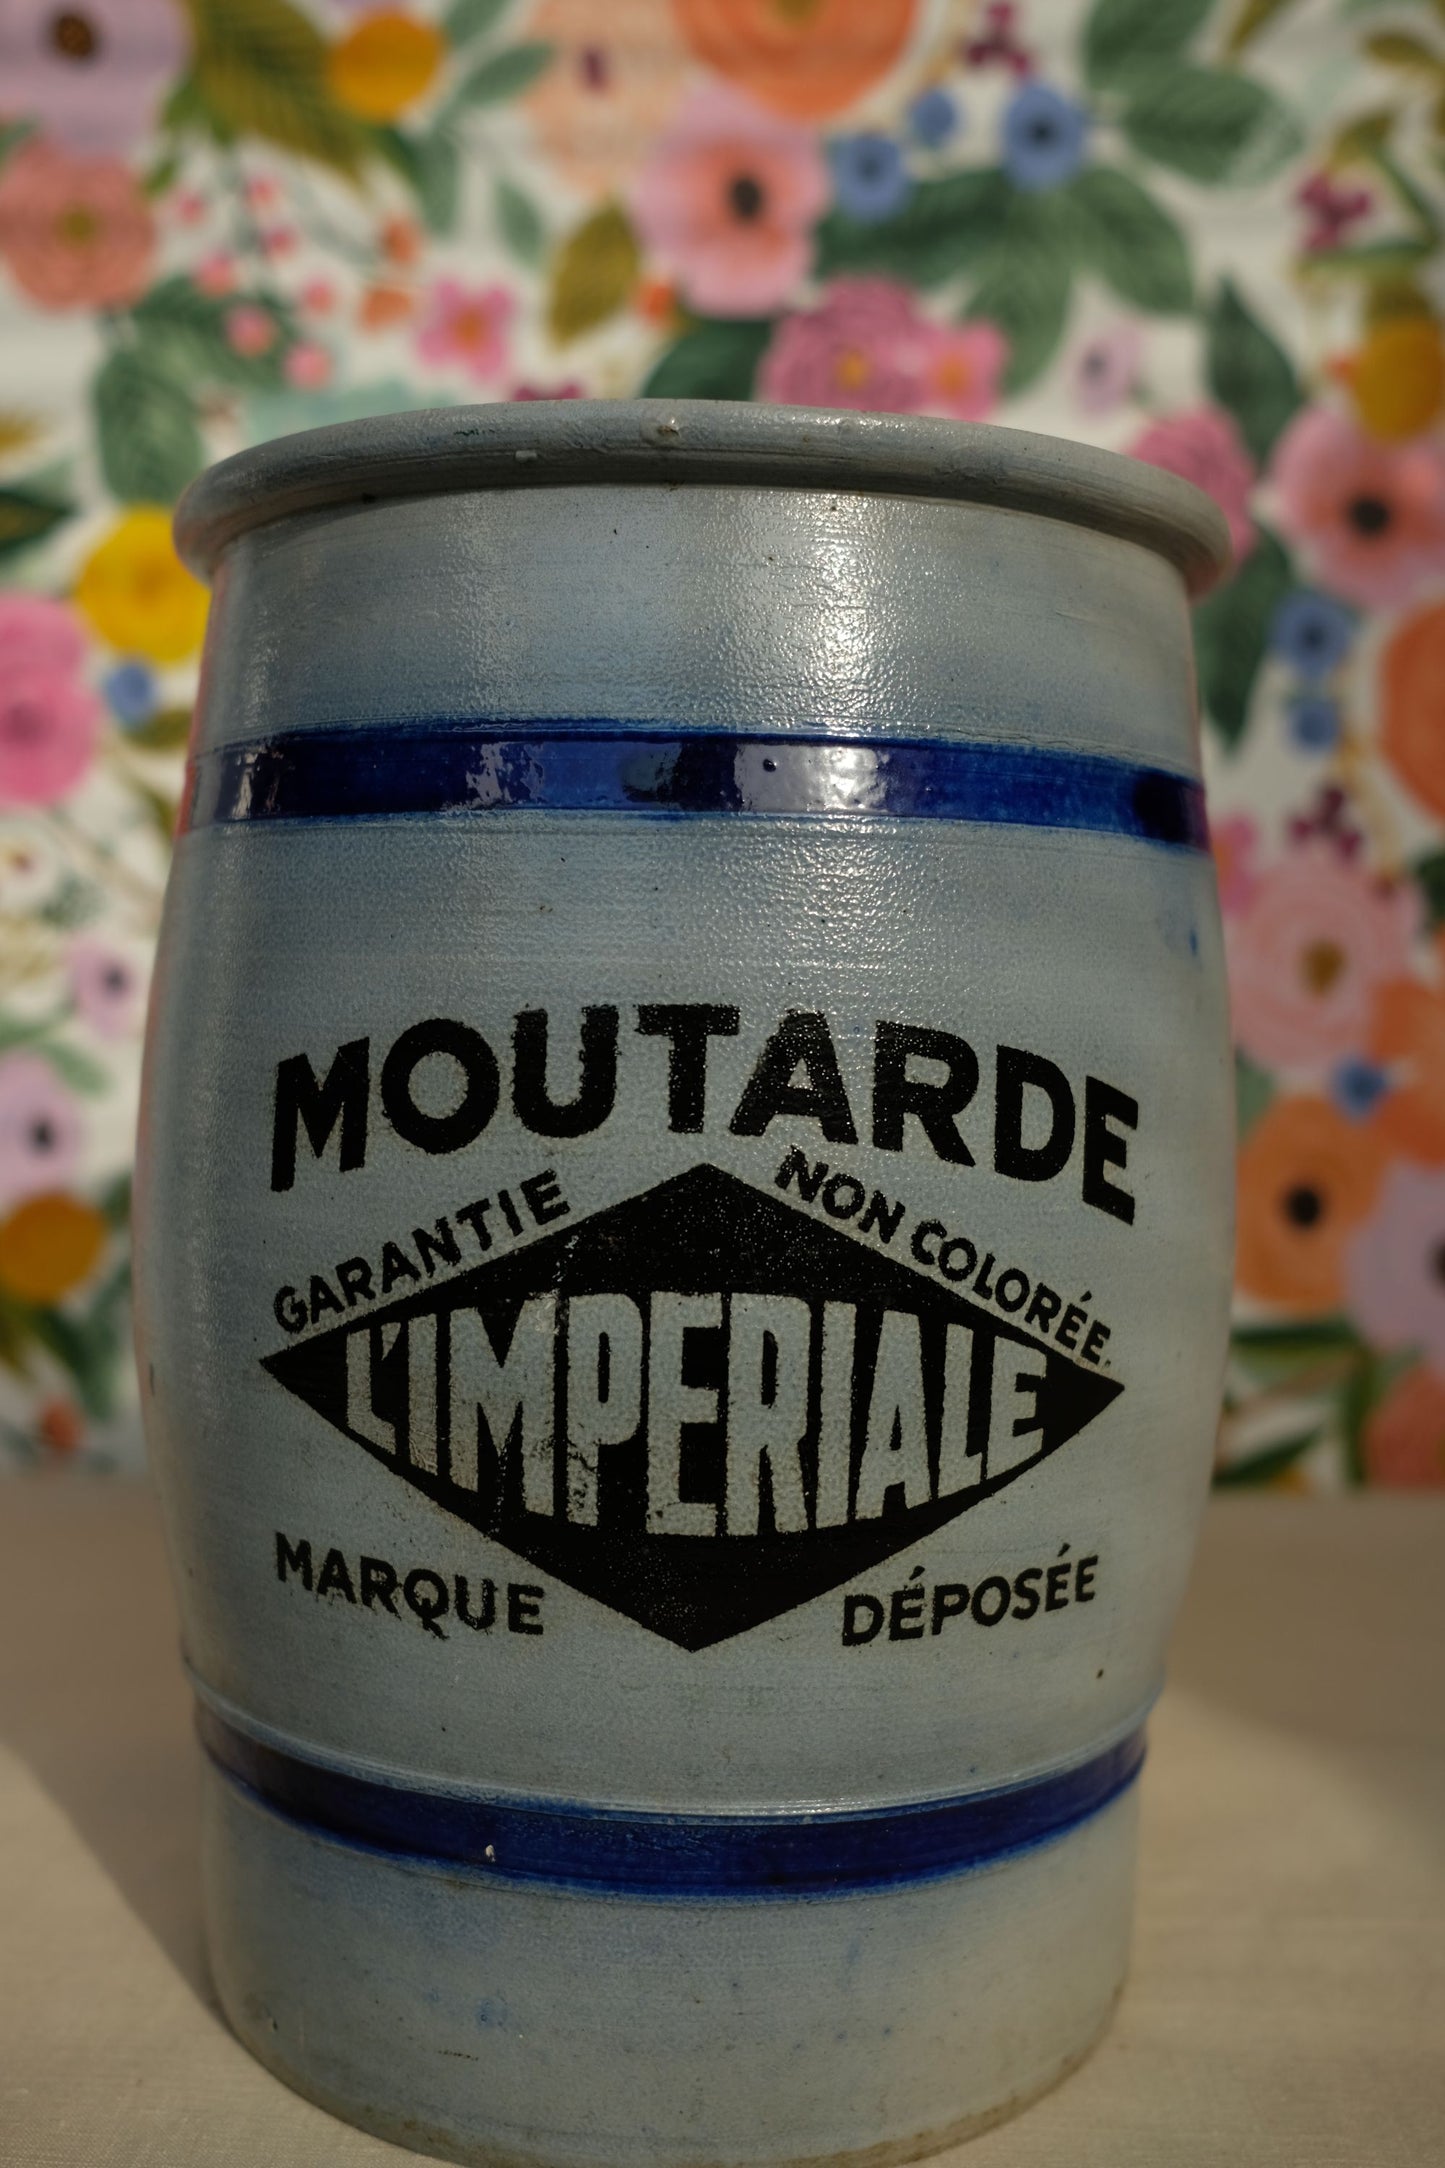 MOUTARDE
GARANTIE NON COLORÉE.
L'IMPERIALE
MARQUE DÉPOSÉE